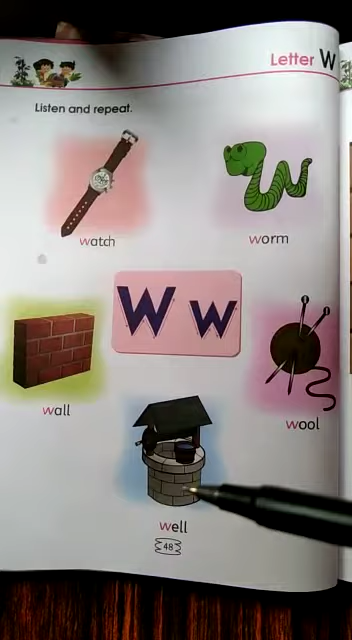 Letter W
Listen and repeat.
watch
worm
W w
wall
wool
well
48